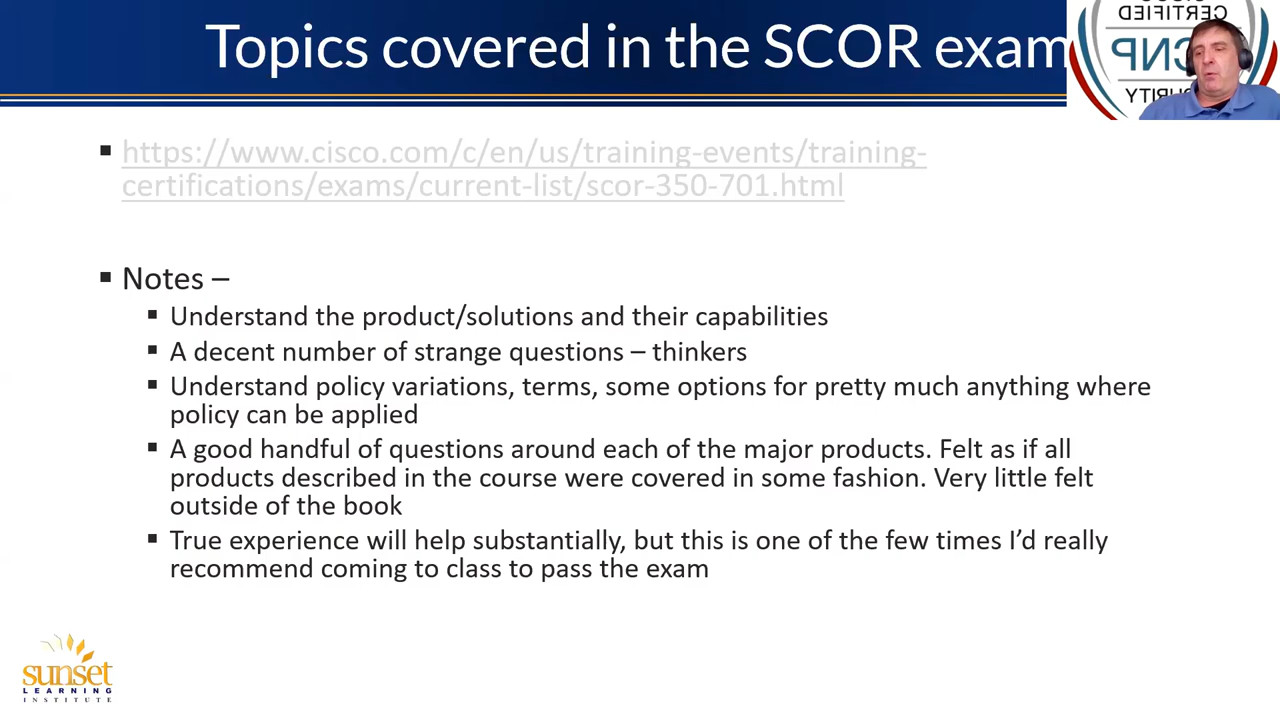 Topics covered in the SCOR exam
CERTIFIED
https://www.cisco.com/c/en/us/training-events/training-
certifications/exams/current-list/scor-350-701.html
Notes –
Understand the product/solutions and their capabilities
A decent number of strange questions – thinkers
Understand policy variations, terms, some options for pretty much anything where
policy can be applied
A good handful of questions around each of the major products. Felt as if all
products described in the course were covered in some fashion. Very little felt
outside of the book
True experience will help substantially, but this is one of the few times I’d really
recommend coming to class to pass the exam
sunset
LEARNING
INSTITUTE